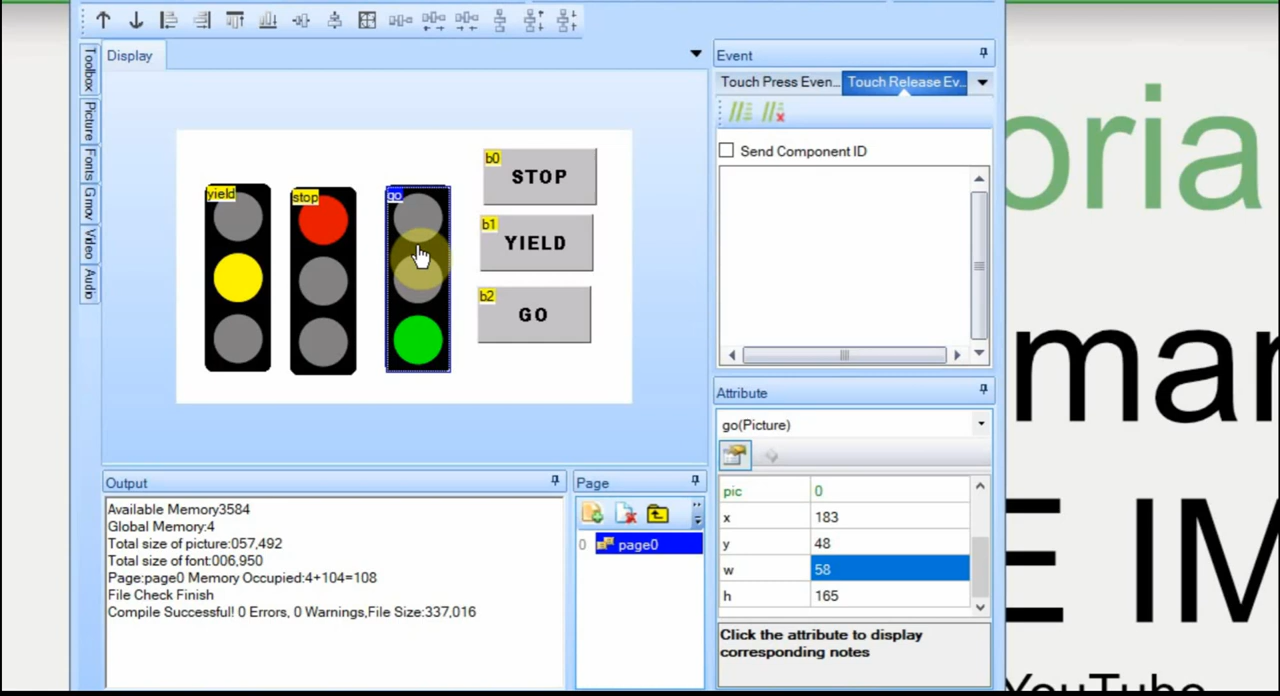 Display
Toolbox
Picture
Fonts
Gmov
Video
Audio
yield
stop
go
b0
STOP
b1
YIELD
b2
GO
Event
Touch Press Even...
Touch Release Ev...
Send Component ID
Attribute
go(Picture)
pic 0
x 183
y 48
w 58
h 165
Click the attribute to display
corresponding notes
Output
Available Memory3584
Global Memory:4
Total size of picture:057,492
Total size of font:006,950
Page:page0 Memory Occupied:4+104=108
File Check Finish
Compile Successful! 0 Errors, 0 Warnings,File Size:337,016
Page
0 page0
oria
mar
E IM
YouTube